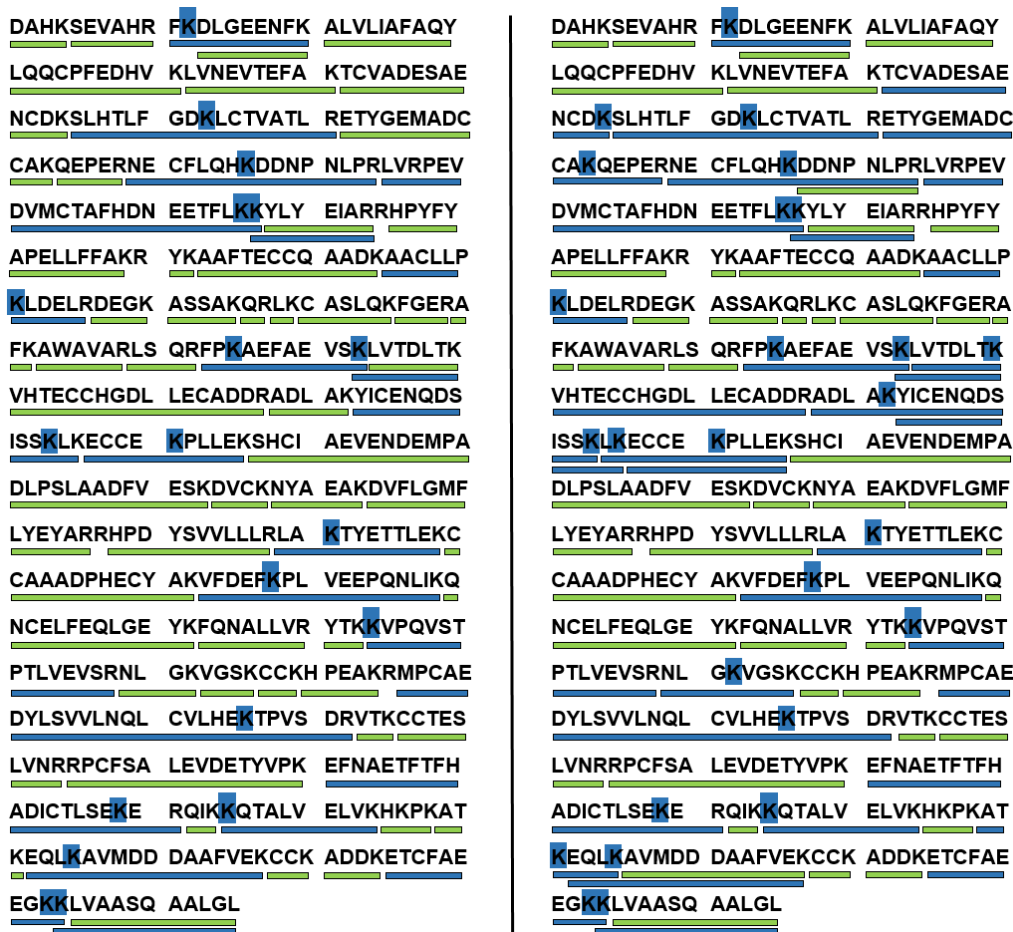 DAHKSEVAHR FKDLGEENFK ALVLIAFAQY
LQQCPFEDHV KLVNEVTEFA KTCVADESAE
NCDKSLHTLF GDKLCTVATL RETYGEMADC
CAKQEPERNE CFLQHKDDNP NLPRLVRPEV
DVMCTAFHDN EETFLKKYLY EIARRHPYFY
APELLFFAKR YKAAFTECCQ AADKAACLLP
KLDELRDEGK ASSAKQRLKC ASLQKFGERA
FKAWAVARLS QRFPKAEFAE VSKLVTDLTK
VHTECCHGDL LECADDRADL AKYICENQDS
ISSKLKECCE KPLLEKSHCI AEVENDEMPA
DLPSLAADFV ESKDVCKNYA EAKDVFLGMF
LYEYARRHPD YSVVLLLRLA KTYETTLEKC
CAAADPHECY AKVFDEFKPL VEEPQNLIKQ
NCELFEQLGE YKFQNALLVR YTKKVPQVST
PTLVEVSRNL GKVGSKCCKH PEAKRMPCAE
DYLSVVLNQL CVLHEKTPVS DRVTKCCTES
LVNRRPCFSA LEVDETYVPK EFNAETFTFH
ADICTLSEKE RQIKKQTALV ELVKHKPKAT
KEQLKAVMDD DAAFVEKCCK ADDKETCFAE
EGKKLVAASQ AALGL
DAHKSEVAHR FKDLGEENFK ALVLIAFAQY
LQQCPFEDHV KLVNEVTEFA KTCVADESAE
NCDKSLHTLF GDKLCTVATL RETYGEMADC
CAKQEPERNE CFLQHKDDNP NLPRLVRPEV
DVMCTAFHDN EETFLKKYLY EIARRHPYFY
APELLFFAKR YKAAFTECCQ AADKAACLLP
KLDELRDEGK ASSAKQRLKC ASLQKFGERA
FKAWAVARLS QRFPKAEFAE VSKLVTDLTK
VHTECCHGDL LECADDRADL AKYICENQDS
ISSKLKECCE KPLLEKSHCI AEVENDEMPA
DLPSLAADFV ESKDVCKNYA EAKDVFLGMF
LYEYARRHPD YSVVLLLRLA KTYETTLEKC
CAAADPHECY AKVFDEFKPL VEEPQNLIKQ
NCELFEQLGE YKFQNALLVR YTKKVPQVST
PTLVEVSRNL GKVGSKCCKH PEAKRMPCAE
DYLSVVLNQL CVLHEKTPVS DRVTKCCTES
LVNRRPCFSA LEVDETYVPK EFNAETFTFH
ADICTLSEKE RQIKKQTALV ELVKHKPKAT
KEQLKAVMDD DAAFVEKCCK ADDKETCFAE
EGKKLVAASQ AALGL